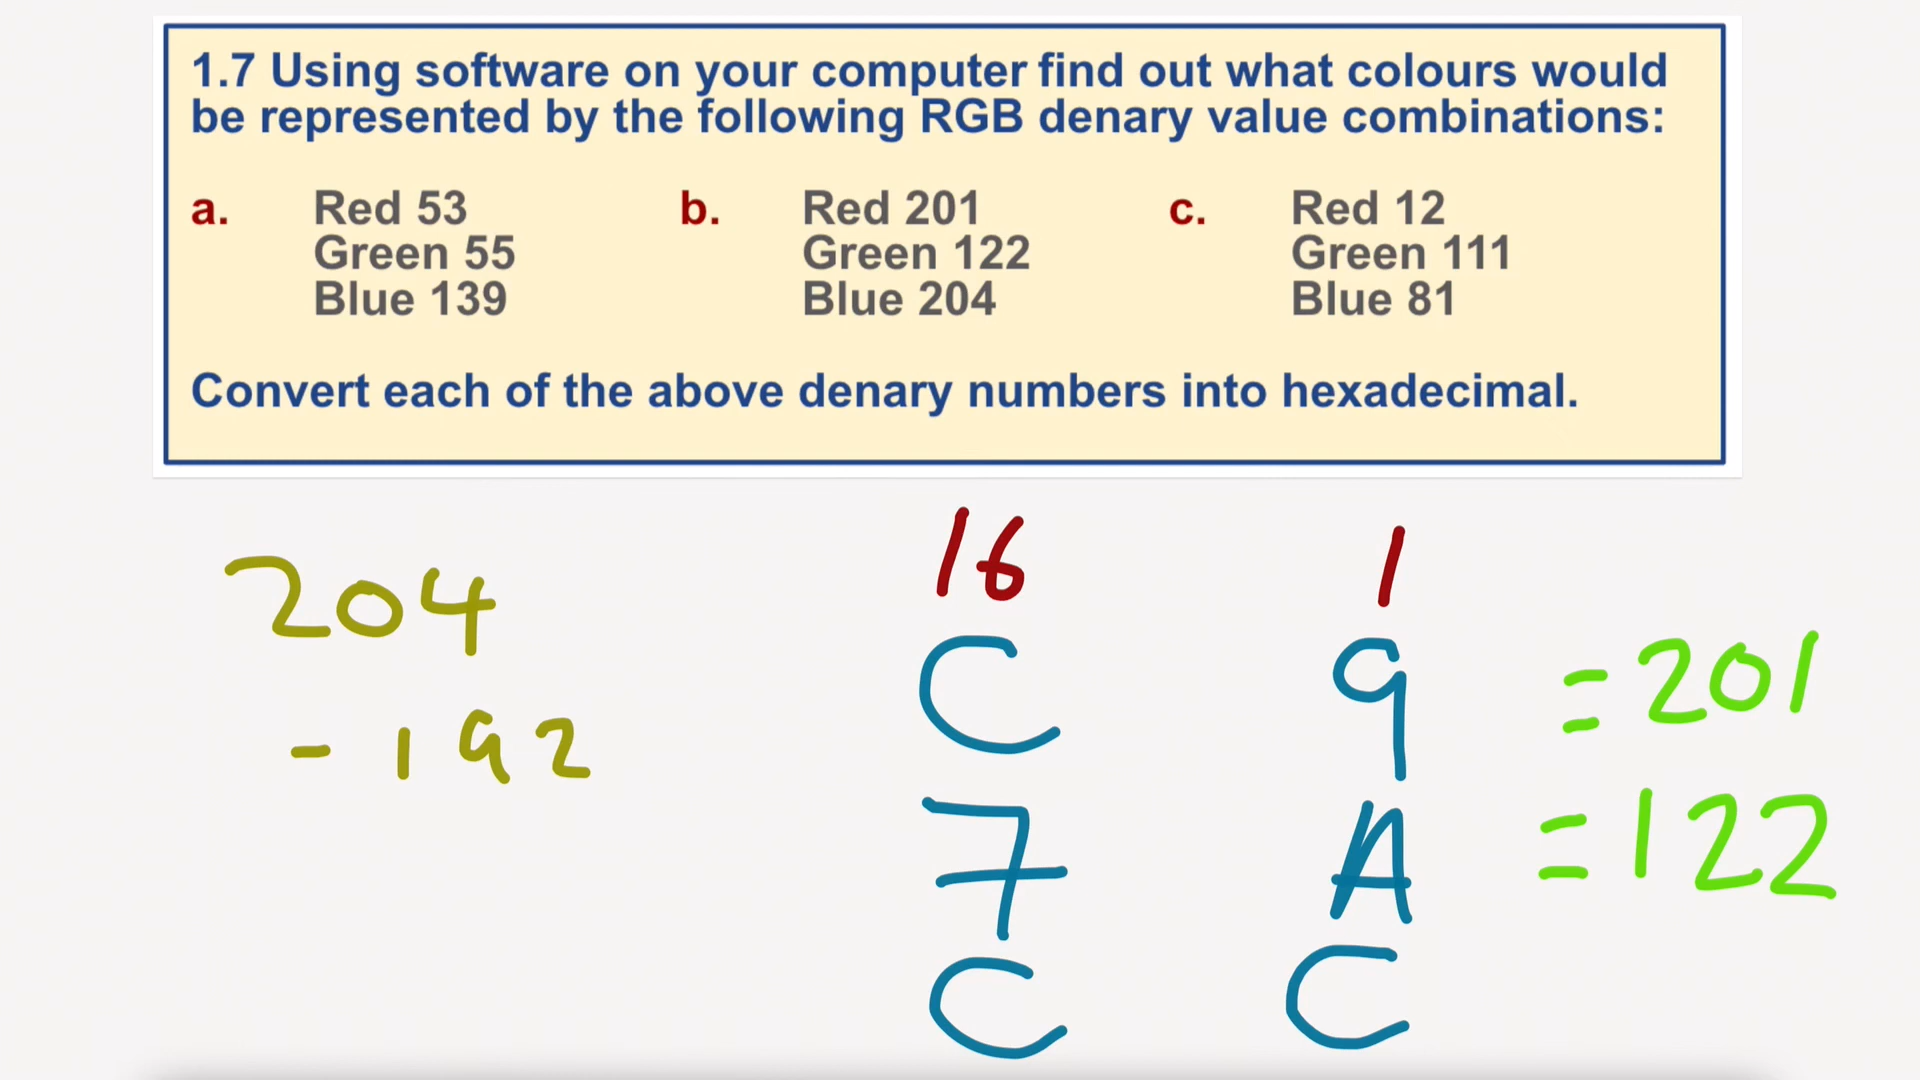 1.7 Using software on your computer find out what colours would
be represented by the following RGB denary value combinations:
a. Red 53
Green 55
Blue 139
b. Red 201
Green 122
Blue 204
c. Red 12
Green 111
Blue 81
Convert each of the above denary numbers into hexadecimal.
204
- 192
16 1
C 9 = 201
7 A = 122
C C